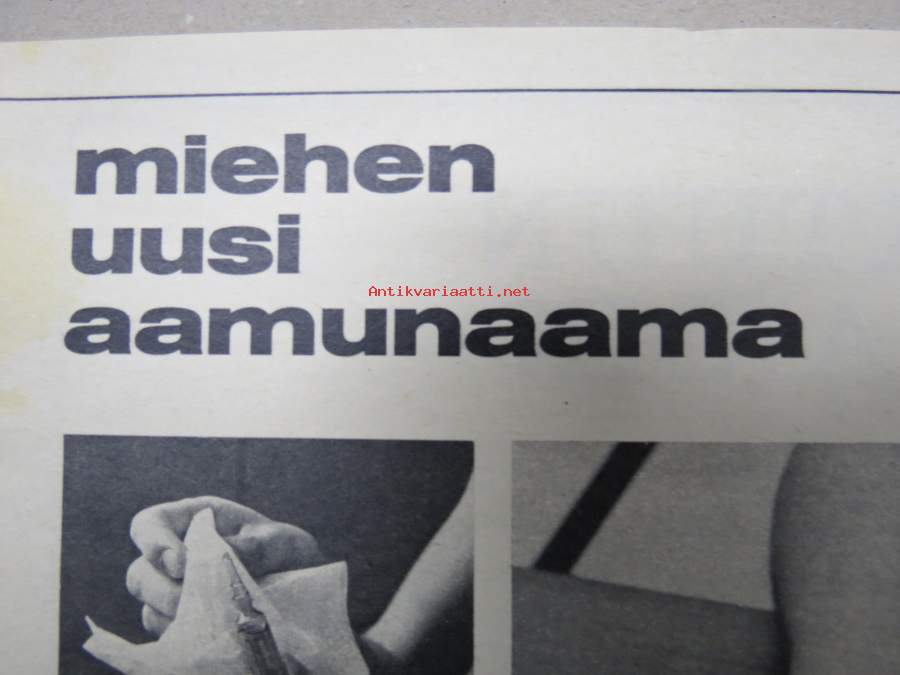 miehen
uusi
Antikvariaatti.net
aamunaama